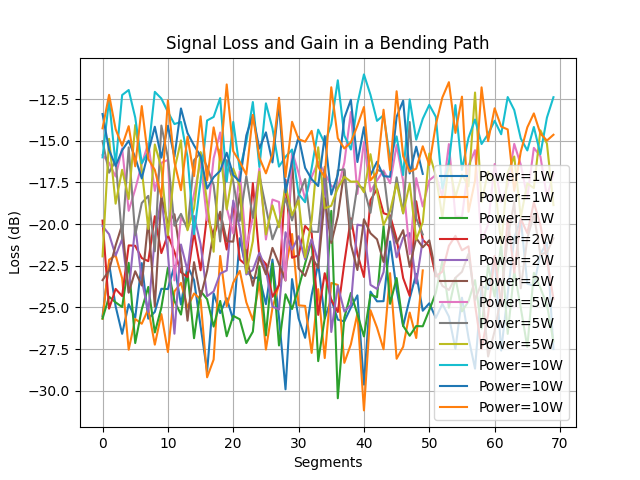 Signal Loss and Gain in a Bending Path
Loss (dB)
−12.5
−15.0
−17.5
−20.0
−22.5
−25.0
−27.5
−30.0
Power=1W
Power=1W
Power=1W
Power=2W
Power=2W
Power=2W
Power=5W
Power=5W
Power=5W
Power=10W
Power=10W
Power=10W
0 10 20 30 40 50 60 70
Segments